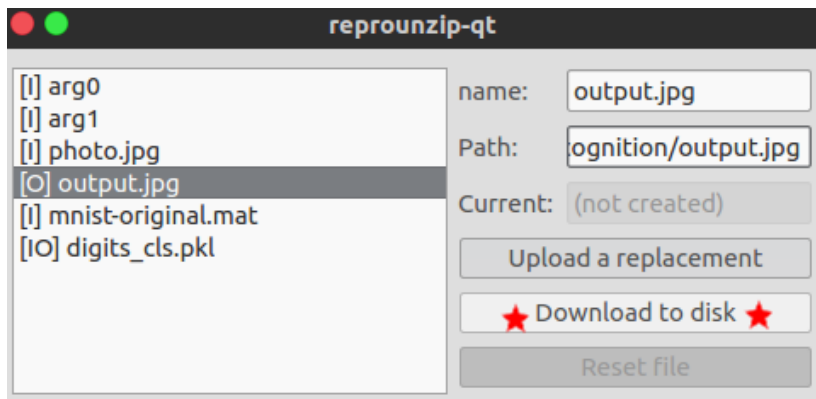 reprounzip-qt
[I] arg0
[I] arg1
[I] photo.jpg
[O] output.jpg
[I] mnist-original.mat
[IO] digits_cls.pkl
name: output.jpg
Path: ognition/output.jpg
Current: (not created)
Upload a replacement
Download to disk
Reset file